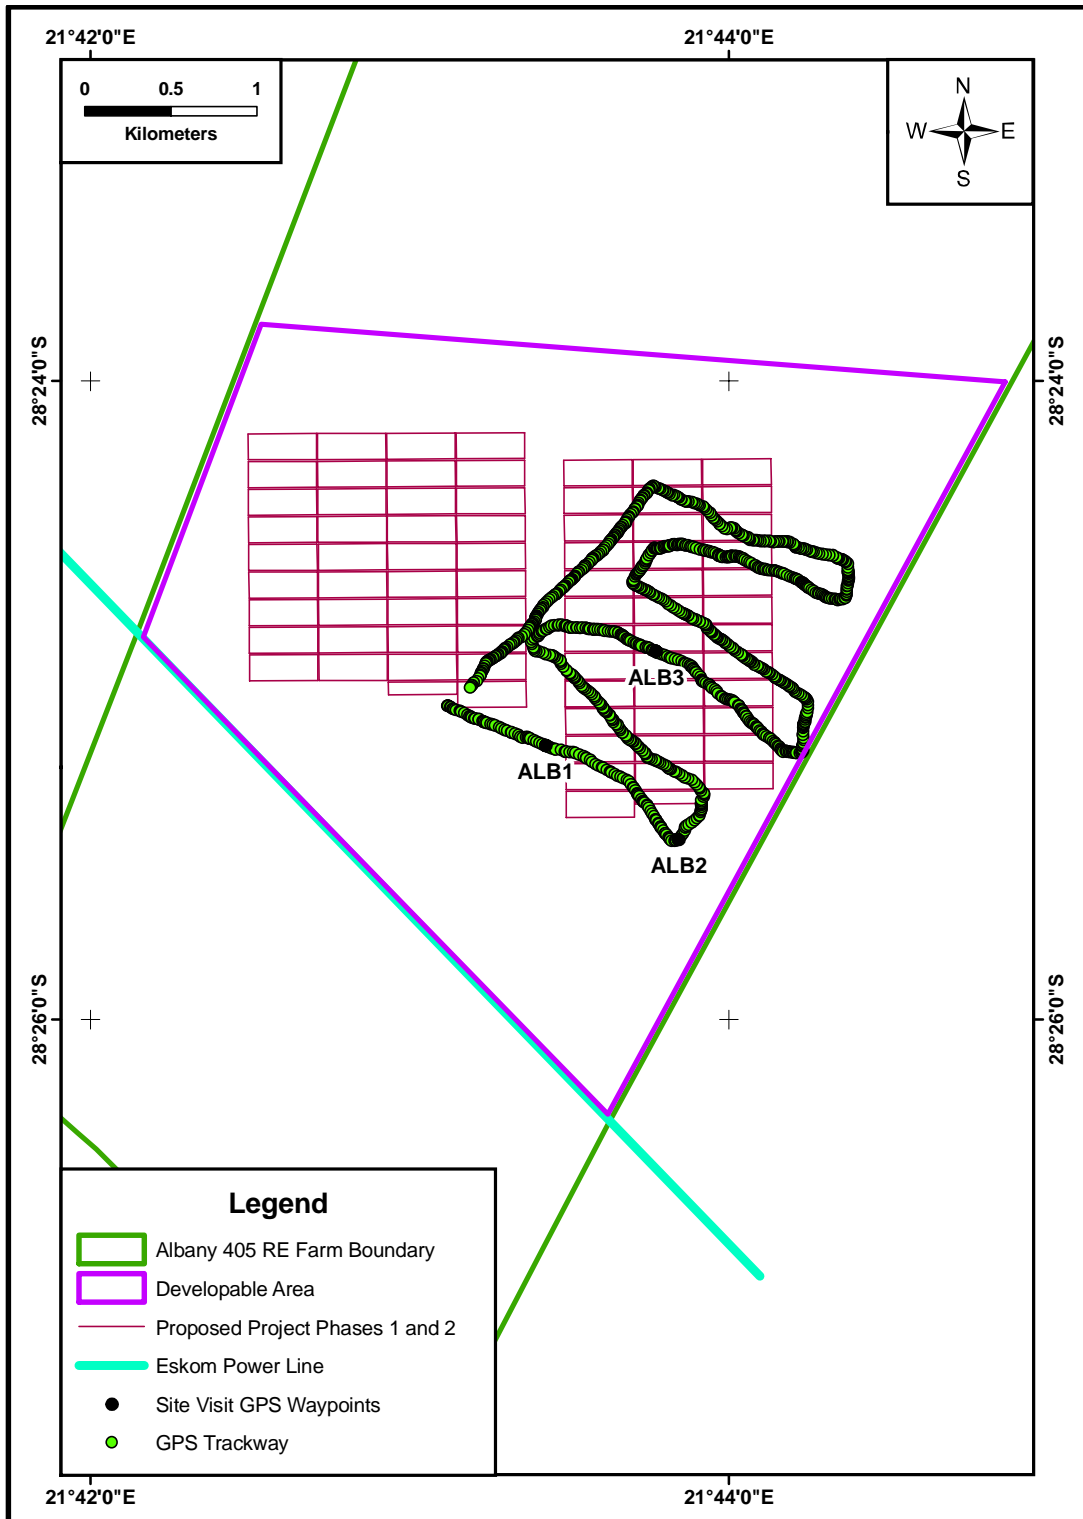 21°42'0"E 21°44'0"E
0 0.5 1
Kilometers
N
W E
S
28°24'0"S 28°24'0"S
ALB3
ALB1
ALB2
28°26'0"S 28°26'0"S
Legend
Albany 405 RE Farm Boundary
Developable Area
Proposed Project Phases 1 and 2
Eskom Power Line
Site Visit GPS Waypoints
GPS Trackway
21°42'0"E 21°44'0"E